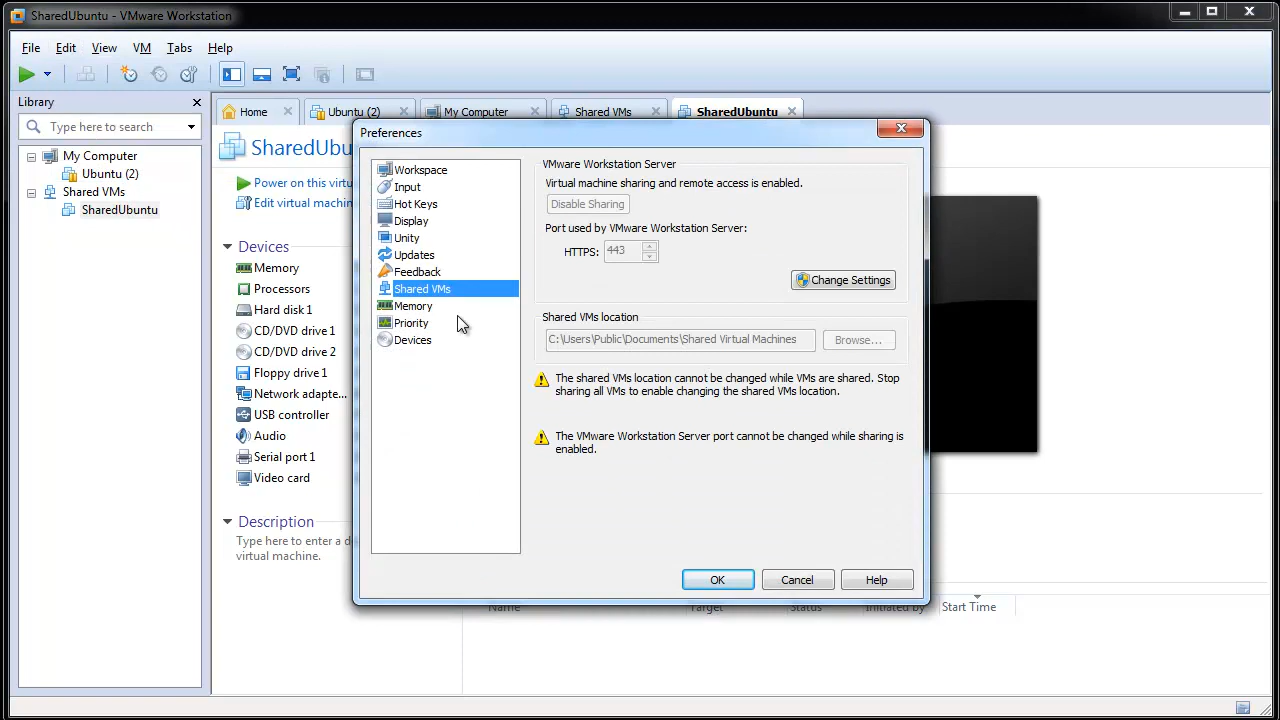 SharedUbuntu - VMware Workstation
File Edit View VM Tabs Help
Library
Type here to search
My Computer
Ubuntu (2)
Shared VMs
SharedUbuntu
Home
Ubuntu (2)
My Computer
Shared VMs
SharedUbuntu
SharedUbu
Power on this virtu
Edit virtual machin
Devices
Memory
Processors
Hard disk 1
CD/DVD drive 1
CD/DVD drive 2
Floppy drive 1
Network adapte...
USB controller
Audio
Serial port 1
Video card
Description
Type here to enter a d
virtual machine.
Preferences
Workspace
Input
Hot Keys
Display
Unity
Updates
Feedback
Shared VMs
Memory
Priority
Devices
VMware Workstation Server
Virtual machine sharing and remote access is enabled.
Disable Sharing
Port used by VMware Workstation Server:
HTTPS: 443
Change Settings
Shared VMs location
C:\Users\Public\Documents\Shared Virtual Machines
Browse...
The shared VMs location cannot be changed while VMs are shared. Stop
sharing all VMs to enable changing the shared VMs location.
The VMware Workstation Server port cannot be changed while sharing is
enabled.
OK Cancel Help
Name Target Status Initiated by Start Time